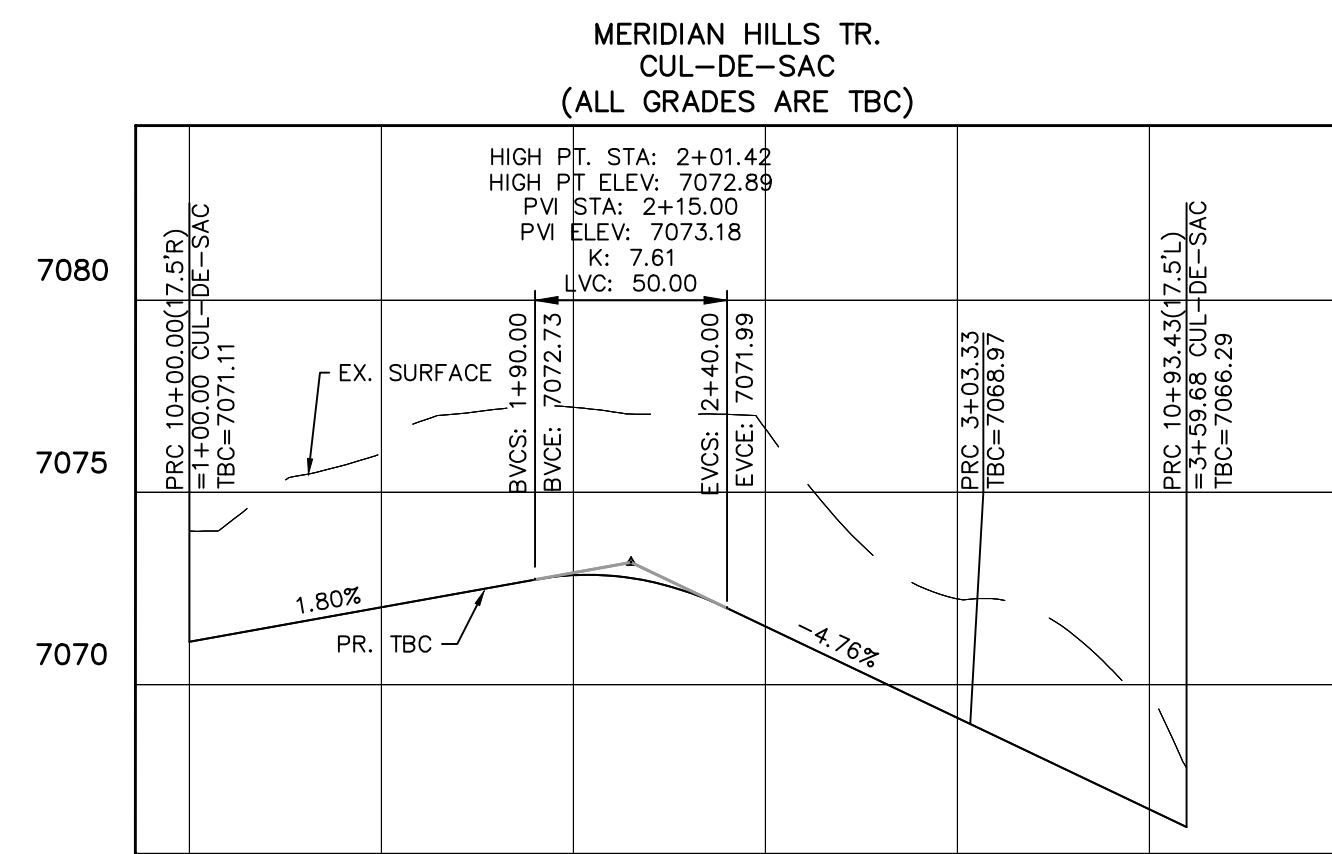 MERIDIAN HILLS TR.
CUL-DE-SAC
(ALL GRADES ARE TBC)
HIGH PT. STA: 2+01.42
HIGH PT ELEV: 7072.89
PVI STA: 2+15.00
PVI ELEV: 7073.18
K: 7.61
LVC: 50.00
7080
7075
7070
PRC 10+00.00(17.5'R)
=1+00.00 CUL-DE-SAC
TBC=7071.11
EX. SURFACE
BVCS: 1+90.00
BVCE: 7072.73
EVCS: 2+40.00
EVCE: 7071.99
PRC 3+03.33
TBC=7068.97
PRC 10+93.43(17.5'L)
=3+59.68 CUL-DE-SAC
TBC=7066.29
1.80%
PR. TBC
-4.76%